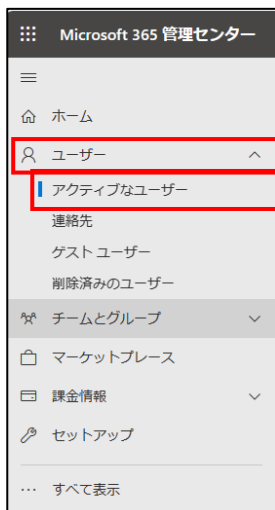 Microsoft 365 管理センター
ホーム
ユーザー
アクティブなユーザー
連絡先
ゲスト ユーザー
削除済みのユーザー
チームとグループ
マーケットプレース
課金情報
セットアップ
… すべて表示